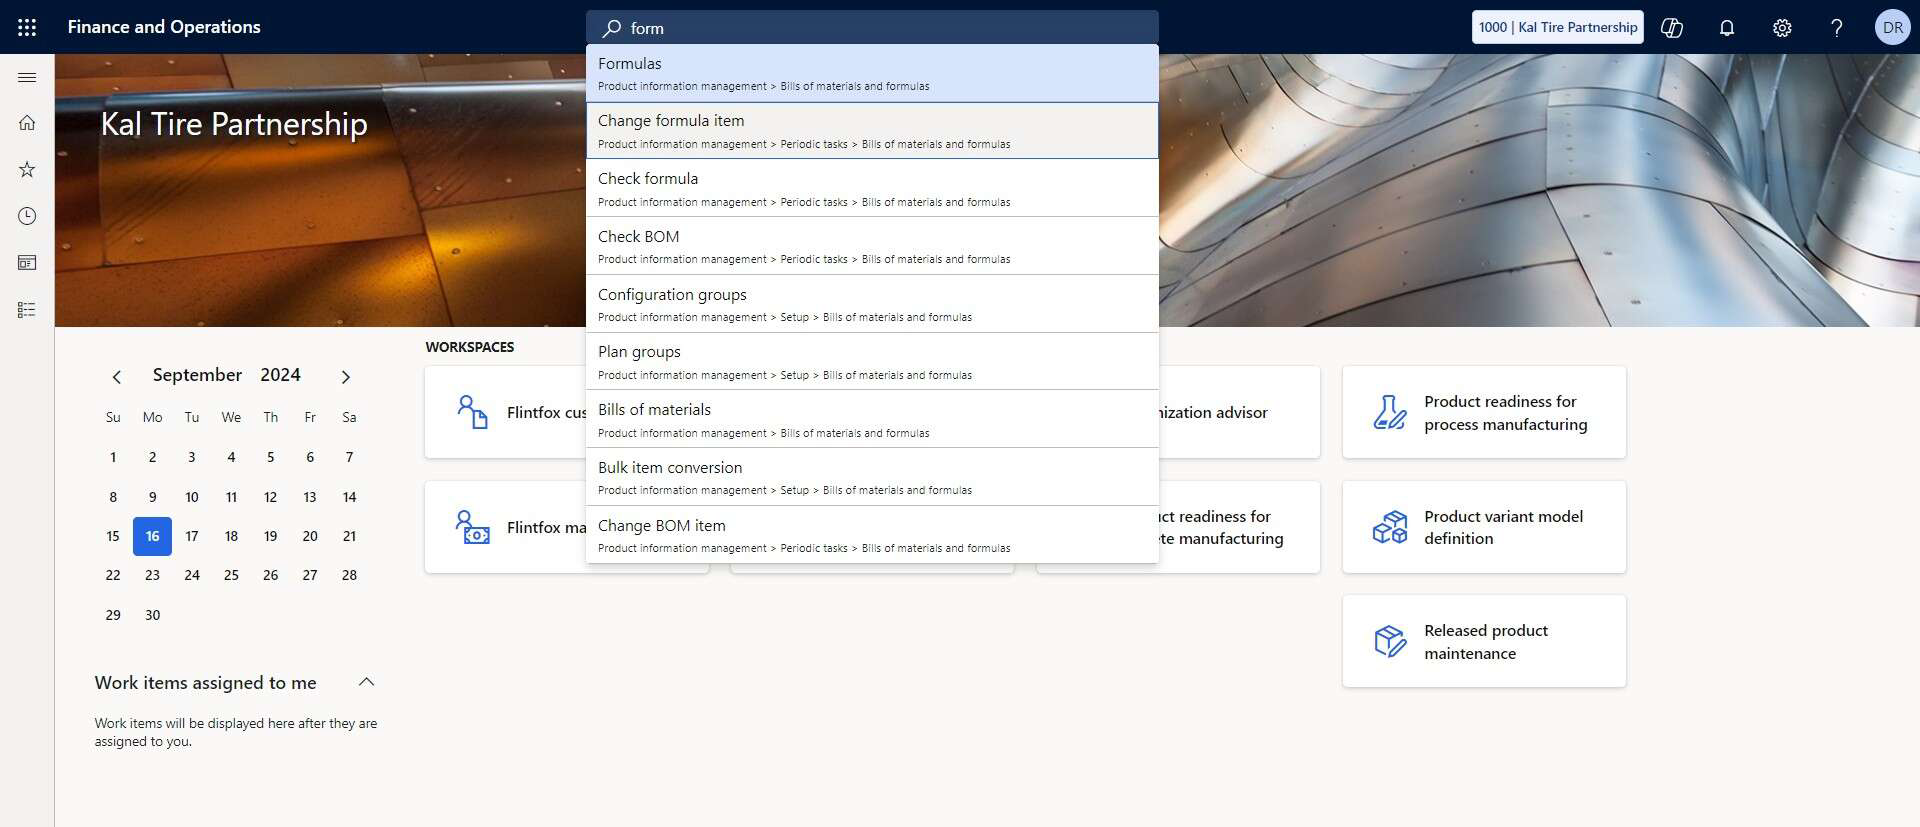 Finance and Operations
form
1000 | Kal Tire Partnership
DR
Kal Tire Partnership
Formulas
Product information management > Bills of materials and formulas
Change formula item
Product information management > Periodic tasks > Bills of materials and formulas
Check formula
Product information management > Periodic tasks > Bills of materials and formulas
Check BOM
Product information management > Periodic tasks > Bills of materials and formulas
Configuration groups
Product information management > Setup > Bills of materials and formulas
Plan groups
Product information management > Setup > Bills of materials and formulas
Bills of materials
Product information management > Bills of materials and formulas
Bulk item conversion
Product information management > Setup > Bills of materials and formulas
Change BOM item
Product information management > Periodic tasks > Bills of materials and formulas
September 2024
Su Mo Tu We Th Fr Sa
1 2 3 4 5 6 7
8 9 10 11 12 13 14
15 16 17 18 19 20 21
22 23 24 25 26 27 28
29 30
Work items assigned to me
Work items will be displayed here after they are
assigned to you.
WORKSPACES
Flintfox cus
nization advisor
Product readiness for
process manufacturing
Flintfox ma
ct readiness for
te manufacturing
Product variant model
definition
Released product
maintenance